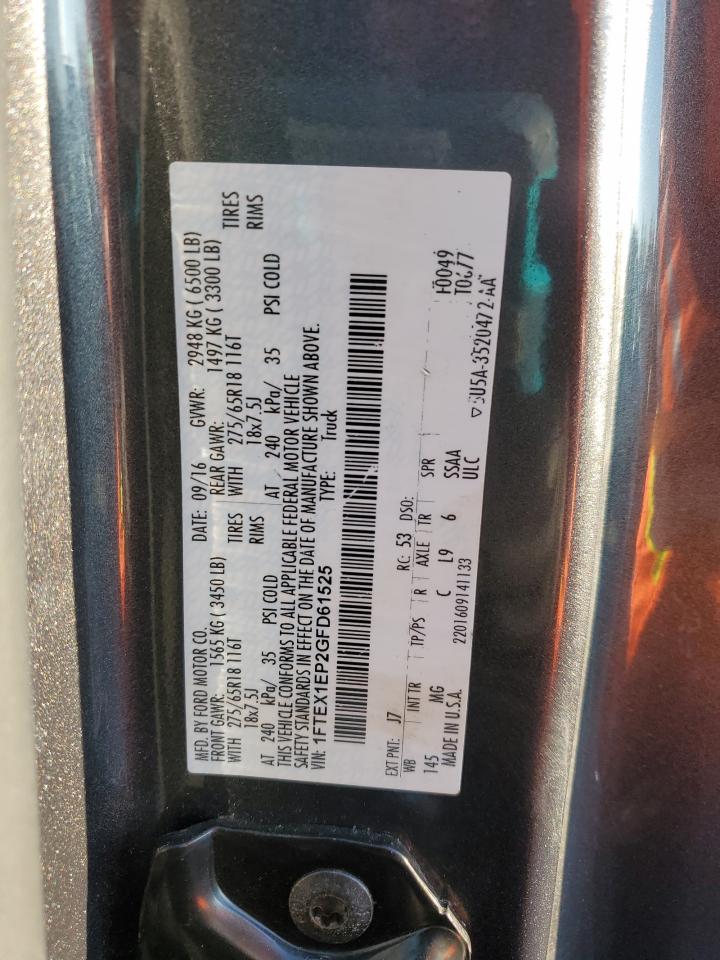 MFD. BY FORD MOTOR CO.
DATE: 09/16 GVWR: 2948 KG ( 6500 LB)
FRONT GAWR: 1565 KG ( 3450 LB) REAR GAWR: 1497 KG ( 3300 LB)
WITH 275/65R18 116T TIRES WITH 275/65R18 116T TIRES
18x7.5J RIMS 18x7.5J RIMS
AT 240 kPa/ 35 PSI COLD AT 240 kPa/ 35 PSI COLD
THIS VEHICLE CONFORMS TO ALL APPLICABLE FEDERAL MOTOR VEHICLE
SAFETY STANDARDS IN EFFECT ON THE DATE OF MANUFACTURE SHOWN ABOVE.
VIN: 1FTEX1EP2GFD61525 TYPE: Truck
F0049
T0677
EXT PNT: J7 RC: 53 DSO:
WB INT TR TP/PS R AXLE TR SPR
145 MG C L9 6 SSAA
MADE IN U.S.A. 2201609141133 ULC
U5A-3520472-AA